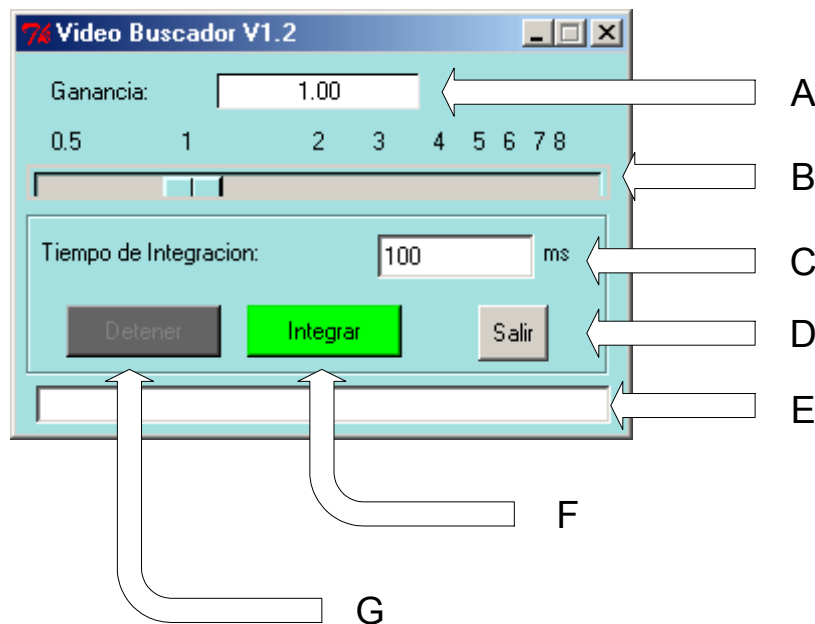 Video Buscador V1.2
Ganancia: 1.00
A
0.5 1 2 3 4 5 6 7 8
B
Tiempo de Integracion: 100 ms
C
Detener Integrar Salir
D
E
F
G